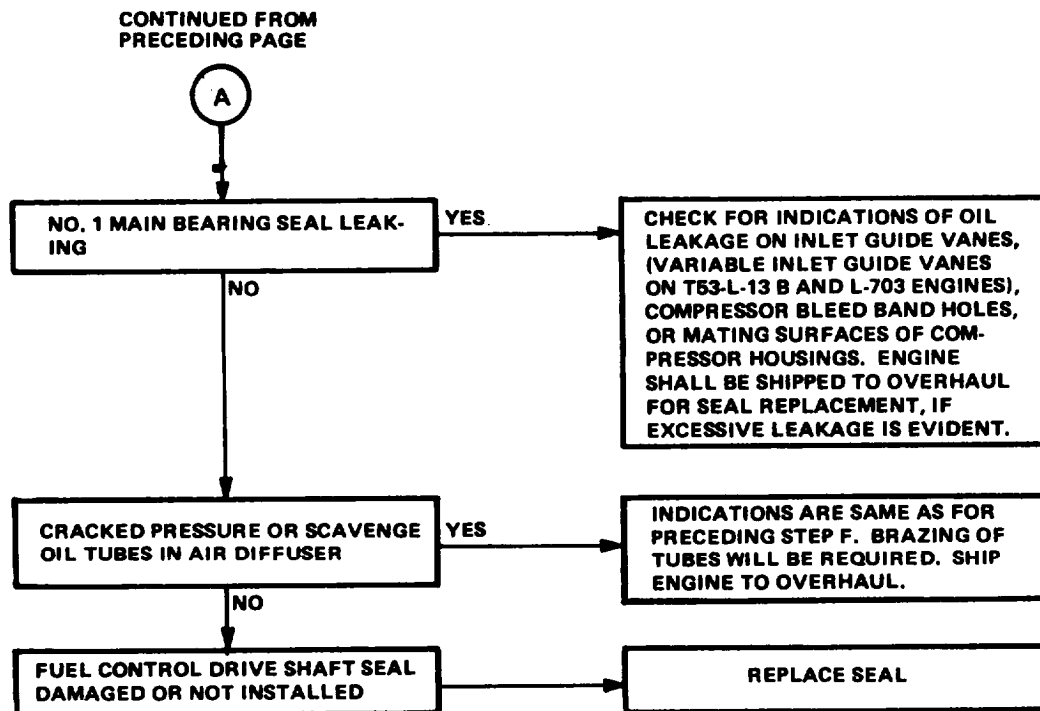 CONTINUED FROM
PRECEDING PAGE
A
NO. 1 MAIN BEARING SEAL LEAK-
ING
YES.
CHECK FOR INDICATIONS OF OIL
LEAKAGE ON INLET GUIDE VANES,
(VARIABLE INLET GUIDE VANES
ON T53-L-13 B AND L-703 ENGINES),
COMPRESSOR BLEED BAND HOLES,
OR MATING SURFACES OF COM-
PRESSOR HOUSINGS. ENGINE
SHALL BE SHIPPED TO OVERHAUL
FOR SEAL REPLACEMENT, IF
EXCESSIVE LEAKAGE IS EVIDENT.
NO
CRACKED PRESSURE OR SCAVENGE
OIL TUBES IN AIR DIFFUSER
YES
INDICATIONS ARE SAME AS FOR
PRECEDING STEP F. BRAZING OF
TUBES WILL BE REQUIRED. SHIP
ENGINE TO OVERHAUL.
NO
FUEL CONTROL DRIVE SHAFT SEAL
DAMAGED OR NOT INSTALLED
REPLACE SEAL